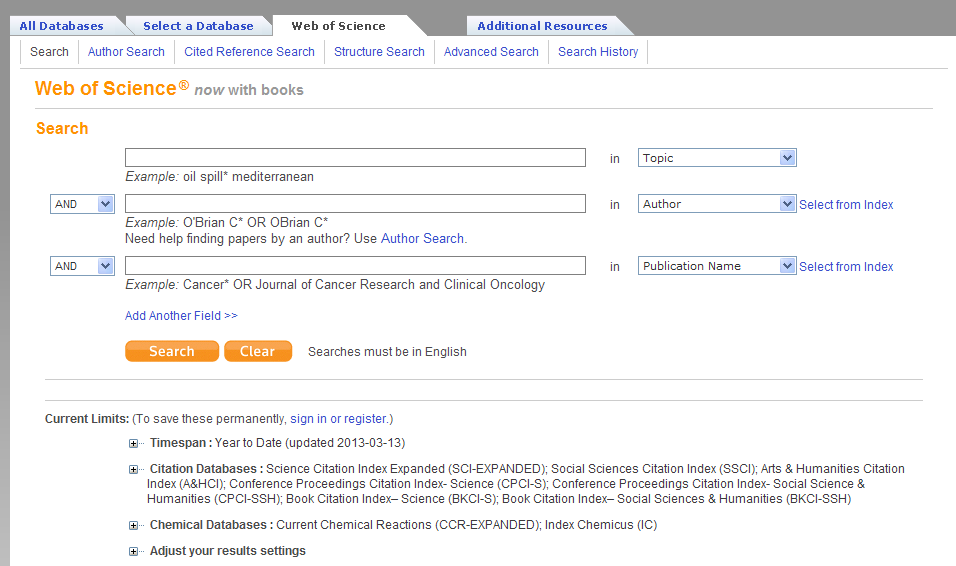 All Databases Select a Database Web of Science Additional Resources
Search Author Search Cited Reference Search Structure Search Advanced Search Search History
Web of Science® now with books
Search
in Topic
Example: oil spill* mediterranean
AND in Author Select from Index
Example: O'Brian C* OR OBrian C*
Need help finding papers by an author? Use Author Search.
AND in Publication Name Select from Index
Example: Cancer* OR Journal of Cancer Research and Clinical Oncology
Add Another Field >>
Search Clear Searches must be in English
Current Limits: (To save these permanently, sign in or register.)
Timespan : Year to Date (updated 2013-03-13)
Citation Databases : Science Citation Index Expanded (SCI-EXPANDED); Social Sciences Citation Index (SSCI); Arts & Humanities Citation
Index (A&HCI); Conference Proceedings Citation Index- Science (CPCI-S); Conference Proceedings Citation Index- Social Science &
Humanities (CPCI-SSH); Book Citation Index– Science (BKCI-S); Book Citation Index– Social Sciences & Humanities (BKCI-SSH)
Chemical Databases : Current Chemical Reactions (CCR-EXPANDED); Index Chemicus (IC)
Adjust your results settings